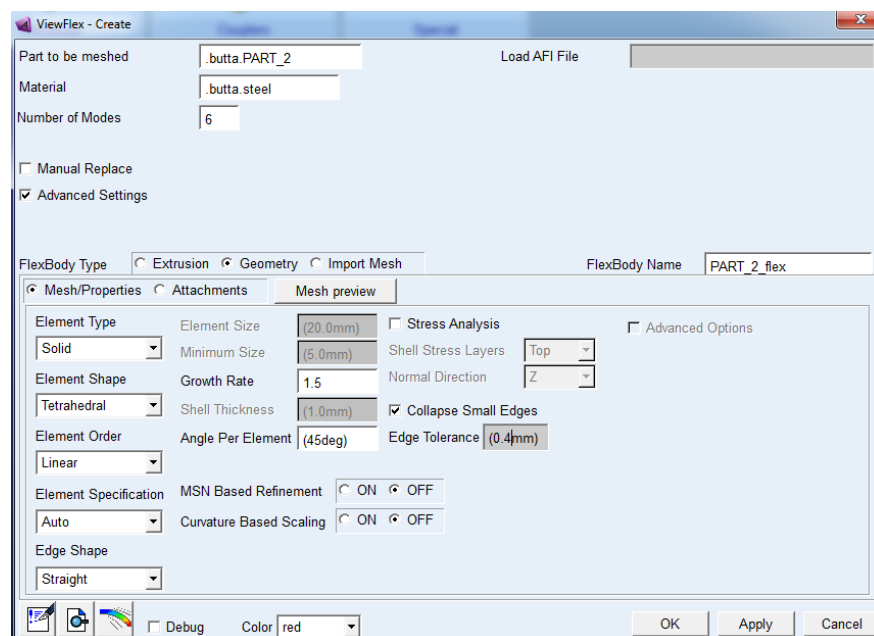 ViewFlex - Create
Couplers Special
Part to be meshed .butta.PART_2 Load AFI File
Material .butta.steel
Number of Modes 6
Manual Replace
Advanced Settings
FlexBody Type Extrusion Geometry Import Mesh FlexBody Name PART_2_flex
Mesh/Properties Attachments Mesh preview
Element Type Element Size (20.0mm) Stress Analysis Advanced Options
Solid Minimum Size (5.0mm) Shell Stress Layers Top
Element Shape Growth Rate 1.5 Normal Direction Z
Tetrahedral Shell Thickness (1.0mm) Collapse Small Edges
Element Order Angle Per Element (45deg) Edge Tolerance (0.4mm)
Linear
Element Specification MSN Based Refinement ON OFF
Auto Curvature Based Scaling ON OFF
Edge Shape
Straight
Debug Color red OK Apply Cancel